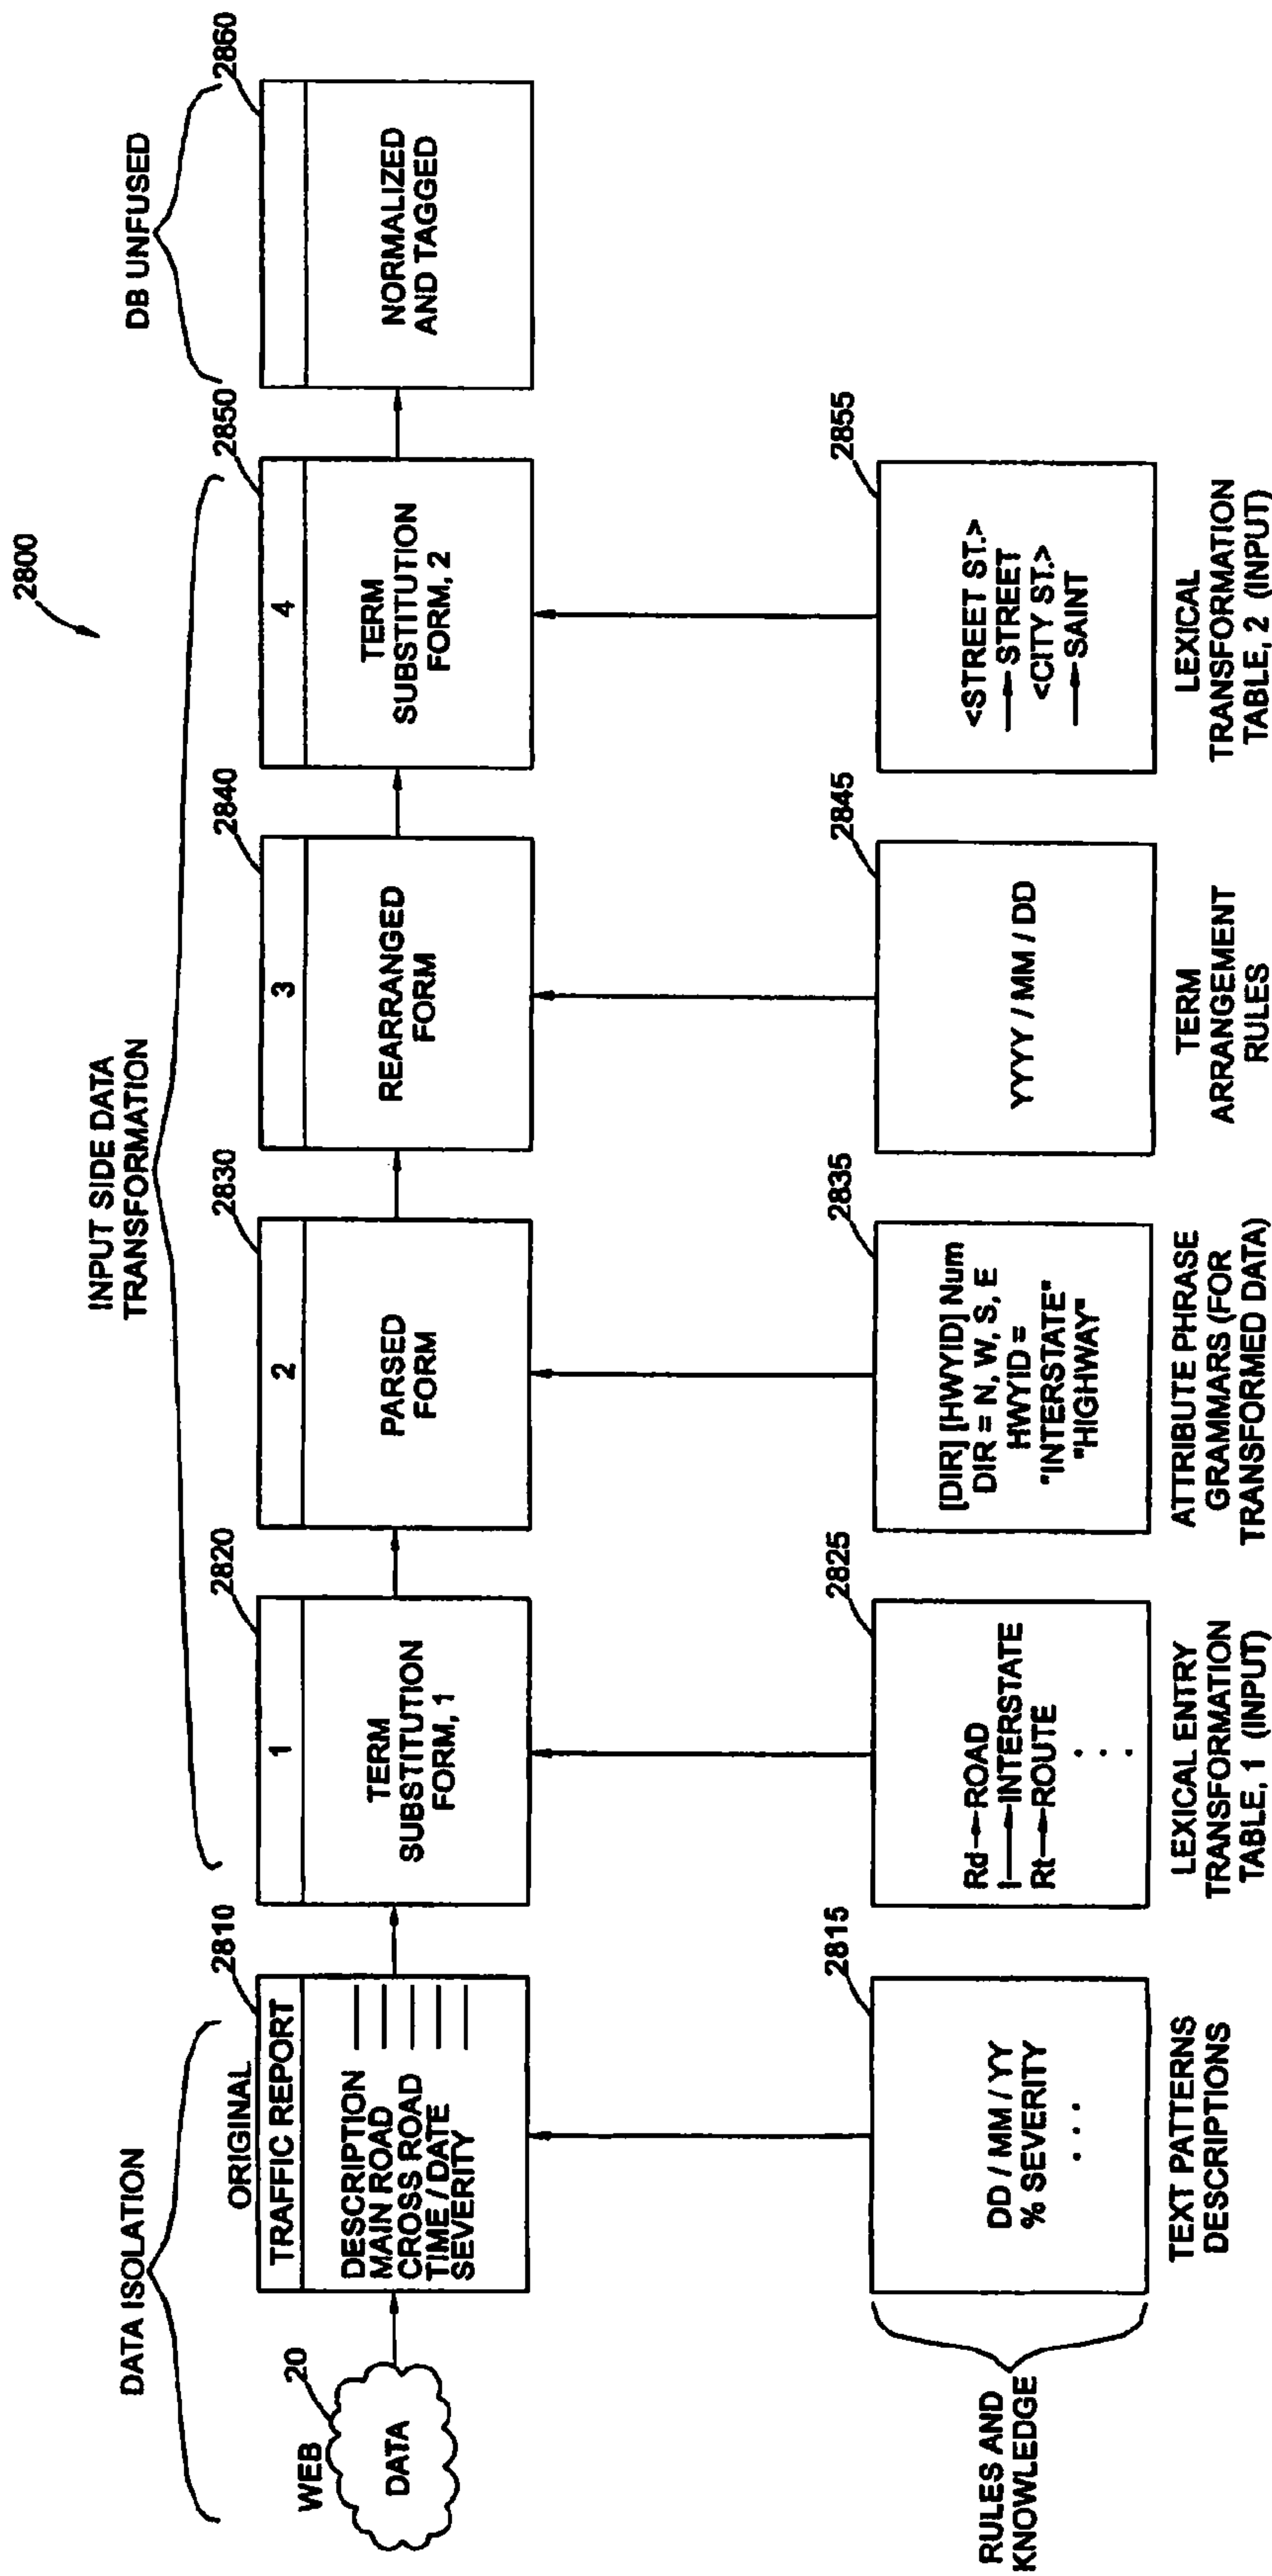 2800
DATA ISOLATION
INPUT SIDE DATA
TRANSFORMATION
DB UNFUSED
WEB
20
DATA
ORIGINAL
2810
TRAFFIC REPORT
DESCRIPTION
MAIN ROAD
CROSS ROAD
TIME / DATE
SEVERITY
2820
1
TERM
SUBSTITUTION
FORM, 1
2830
2
PARSED
FORM
2840
3
REARRANGED
FORM
2850
4
TERM
SUBSTITUTION
FORM, 2
2860
NORMALIZED
AND TAGGED
RULES AND
KNOWLEDGE
2815
DD / MM / YY
% SEVERITY
. . .
TEXT PATTERNS
DESCRIPTIONS
2825
Rd→ROAD
I→INTERSTATE
Rt→ROUTE
.
.
.
LEXICAL ENTRY
TRANSFORMATION
TABLE, 1 (INPUT)
2835
[DIR] [HWYID] Num
DIR = N, W, S, E
HWYID =
"INTERSTATE"
"HIGHWAY"
ATTRIBUTE PHRASE
GRAMMARS (FOR
TRANSFORMED DATA)
2845
YYYY / MM / DD
TERM
ARRANGEMENT
RULES
2855
<STREET ST.>
→STREET
<CITY ST.>
→SAINT
LEXICAL
TRANSFORMATION
TABLE, 2 (INPUT)